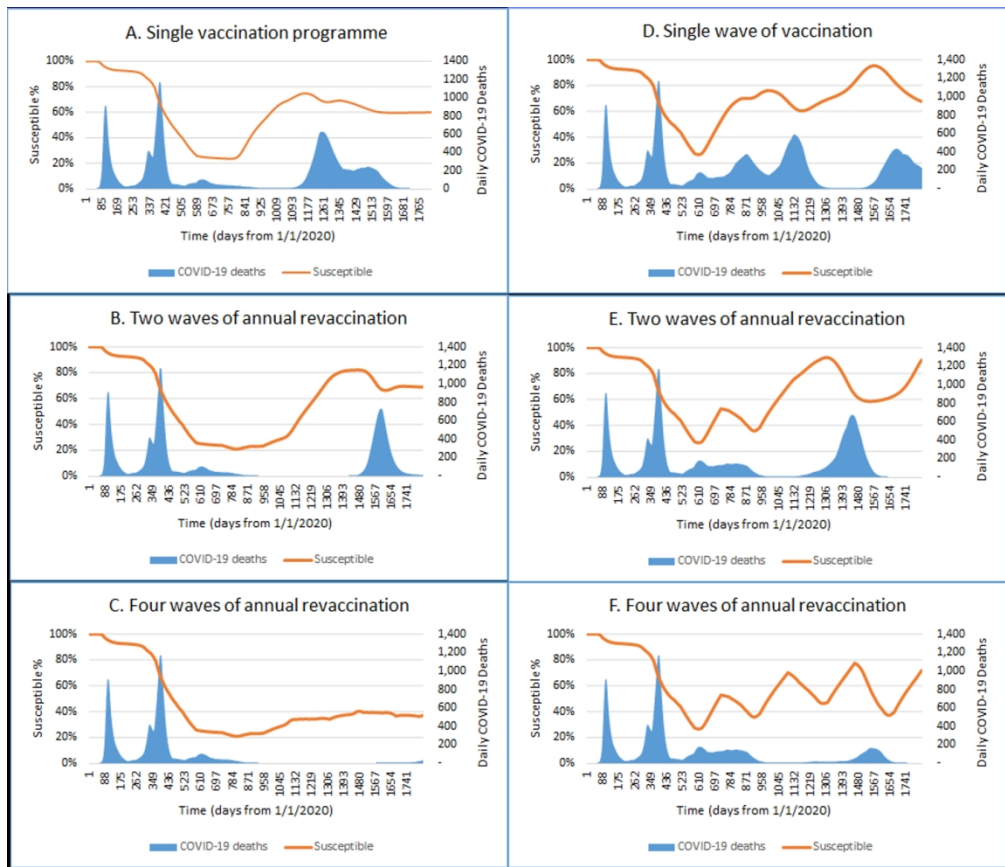 A. Single vaccination programme
Susceptible %
100%
80%
60%
40%
20%
0%
1400
1200
1000
800
600
400
200
0
Daily COVID-19 Deaths
1 85 169 253 337 421 505 589 673 757 841 925 1009 1093 1177 1261 1345 1429 1513 1597 1681 1765
Time (days from 1/1/2020)
COVID-19 deaths Susceptible
D. Single wave of vaccination
Susceptible %
100%
80%
60%
40%
20%
0%
1,400
1,200
1,000
800
600
400
200
-
Daily COVID-19 Deaths
1 88 175 262 349 436 523 610 697 784 871 958 1045 1132 1219 1306 1393 1480 1567 1654 1741
Time (days from 1/1/2020)
COVID-19 deaths Susceptible
B. Two waves of annual revaccination
Susceptible %
100%
80%
60%
40%
20%
0%
1,400
1,200
1,000
800
600
400
200
-
Daily COVID-19 Deaths
1 88 175 262 349 436 523 610 697 784 871 958 1045 1132 1219 1306 1393 1480 1567 1654 1741
Time (days from 1/1/2020)
COVID-19 deaths Susceptible
E. Two waves of annual revaccination
Susceptible %
100%
80%
60%
40%
20%
0%
1,400
1,200
1,000
800
600
400
200
-
Daily COVID-19 Deaths
1 88 175 262 349 436 523 610 697 784 871 958 1045 1132 1219 1306 1393 1480 1567 1654 1741
Time (days from 1/1/2020)
COVID-19 deaths Susceptible
C. Four waves of annual revaccination
Susceptible %
100%
80%
60%
40%
20%
0%
1,400
1,200
1,000
800
600
400
200
-
Daily COVID-19 Deaths
1 88 175 262 349 436 523 610 697 784 871 958 1045 1132 1219 1306 1393 1480 1567 1654 1741
Time (days from 1/1/2020)
COVID-19 deaths Susceptible
F. Four waves of annual revaccination
Susceptible %
100%
80%
60%
40%
20%
0%
1,400
1,200
1,000
800
600
400
200
-
Daily COVID-19 Deaths
1 88 175 262 349 436 523 610 697 784 871 958 1045 1132 1219 1306 1393 1480 1567 1654 1741
Time (days from 1/1/2020)
COVID-19 deaths Susceptible